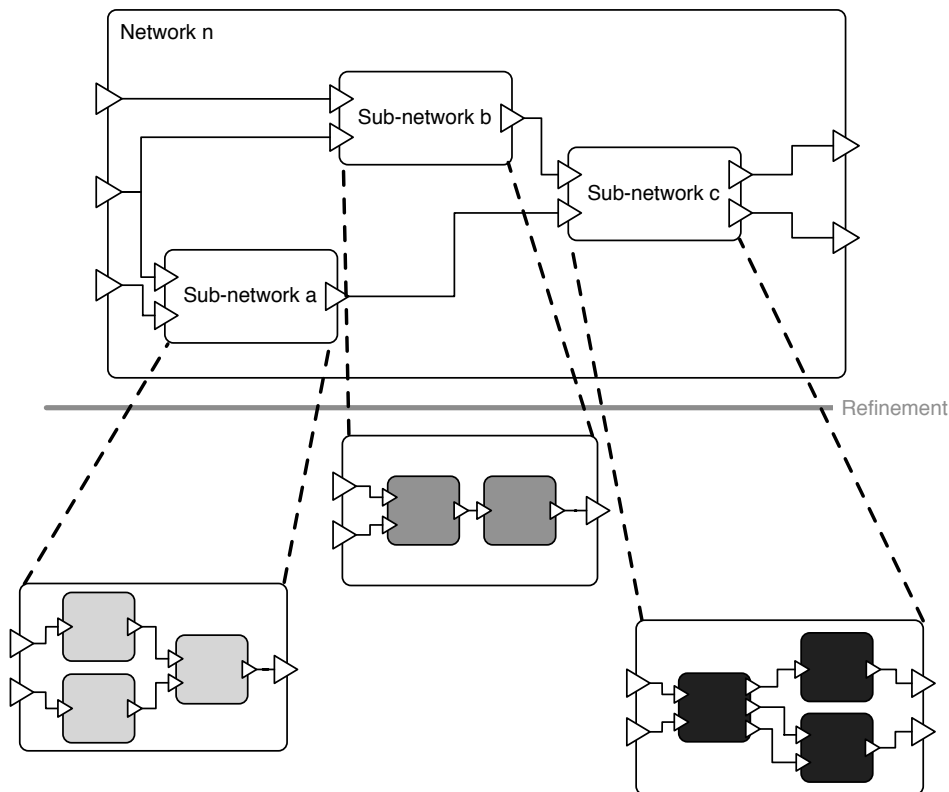 Network n
Sub-network b
Sub-network c
Sub-network a
Refinement